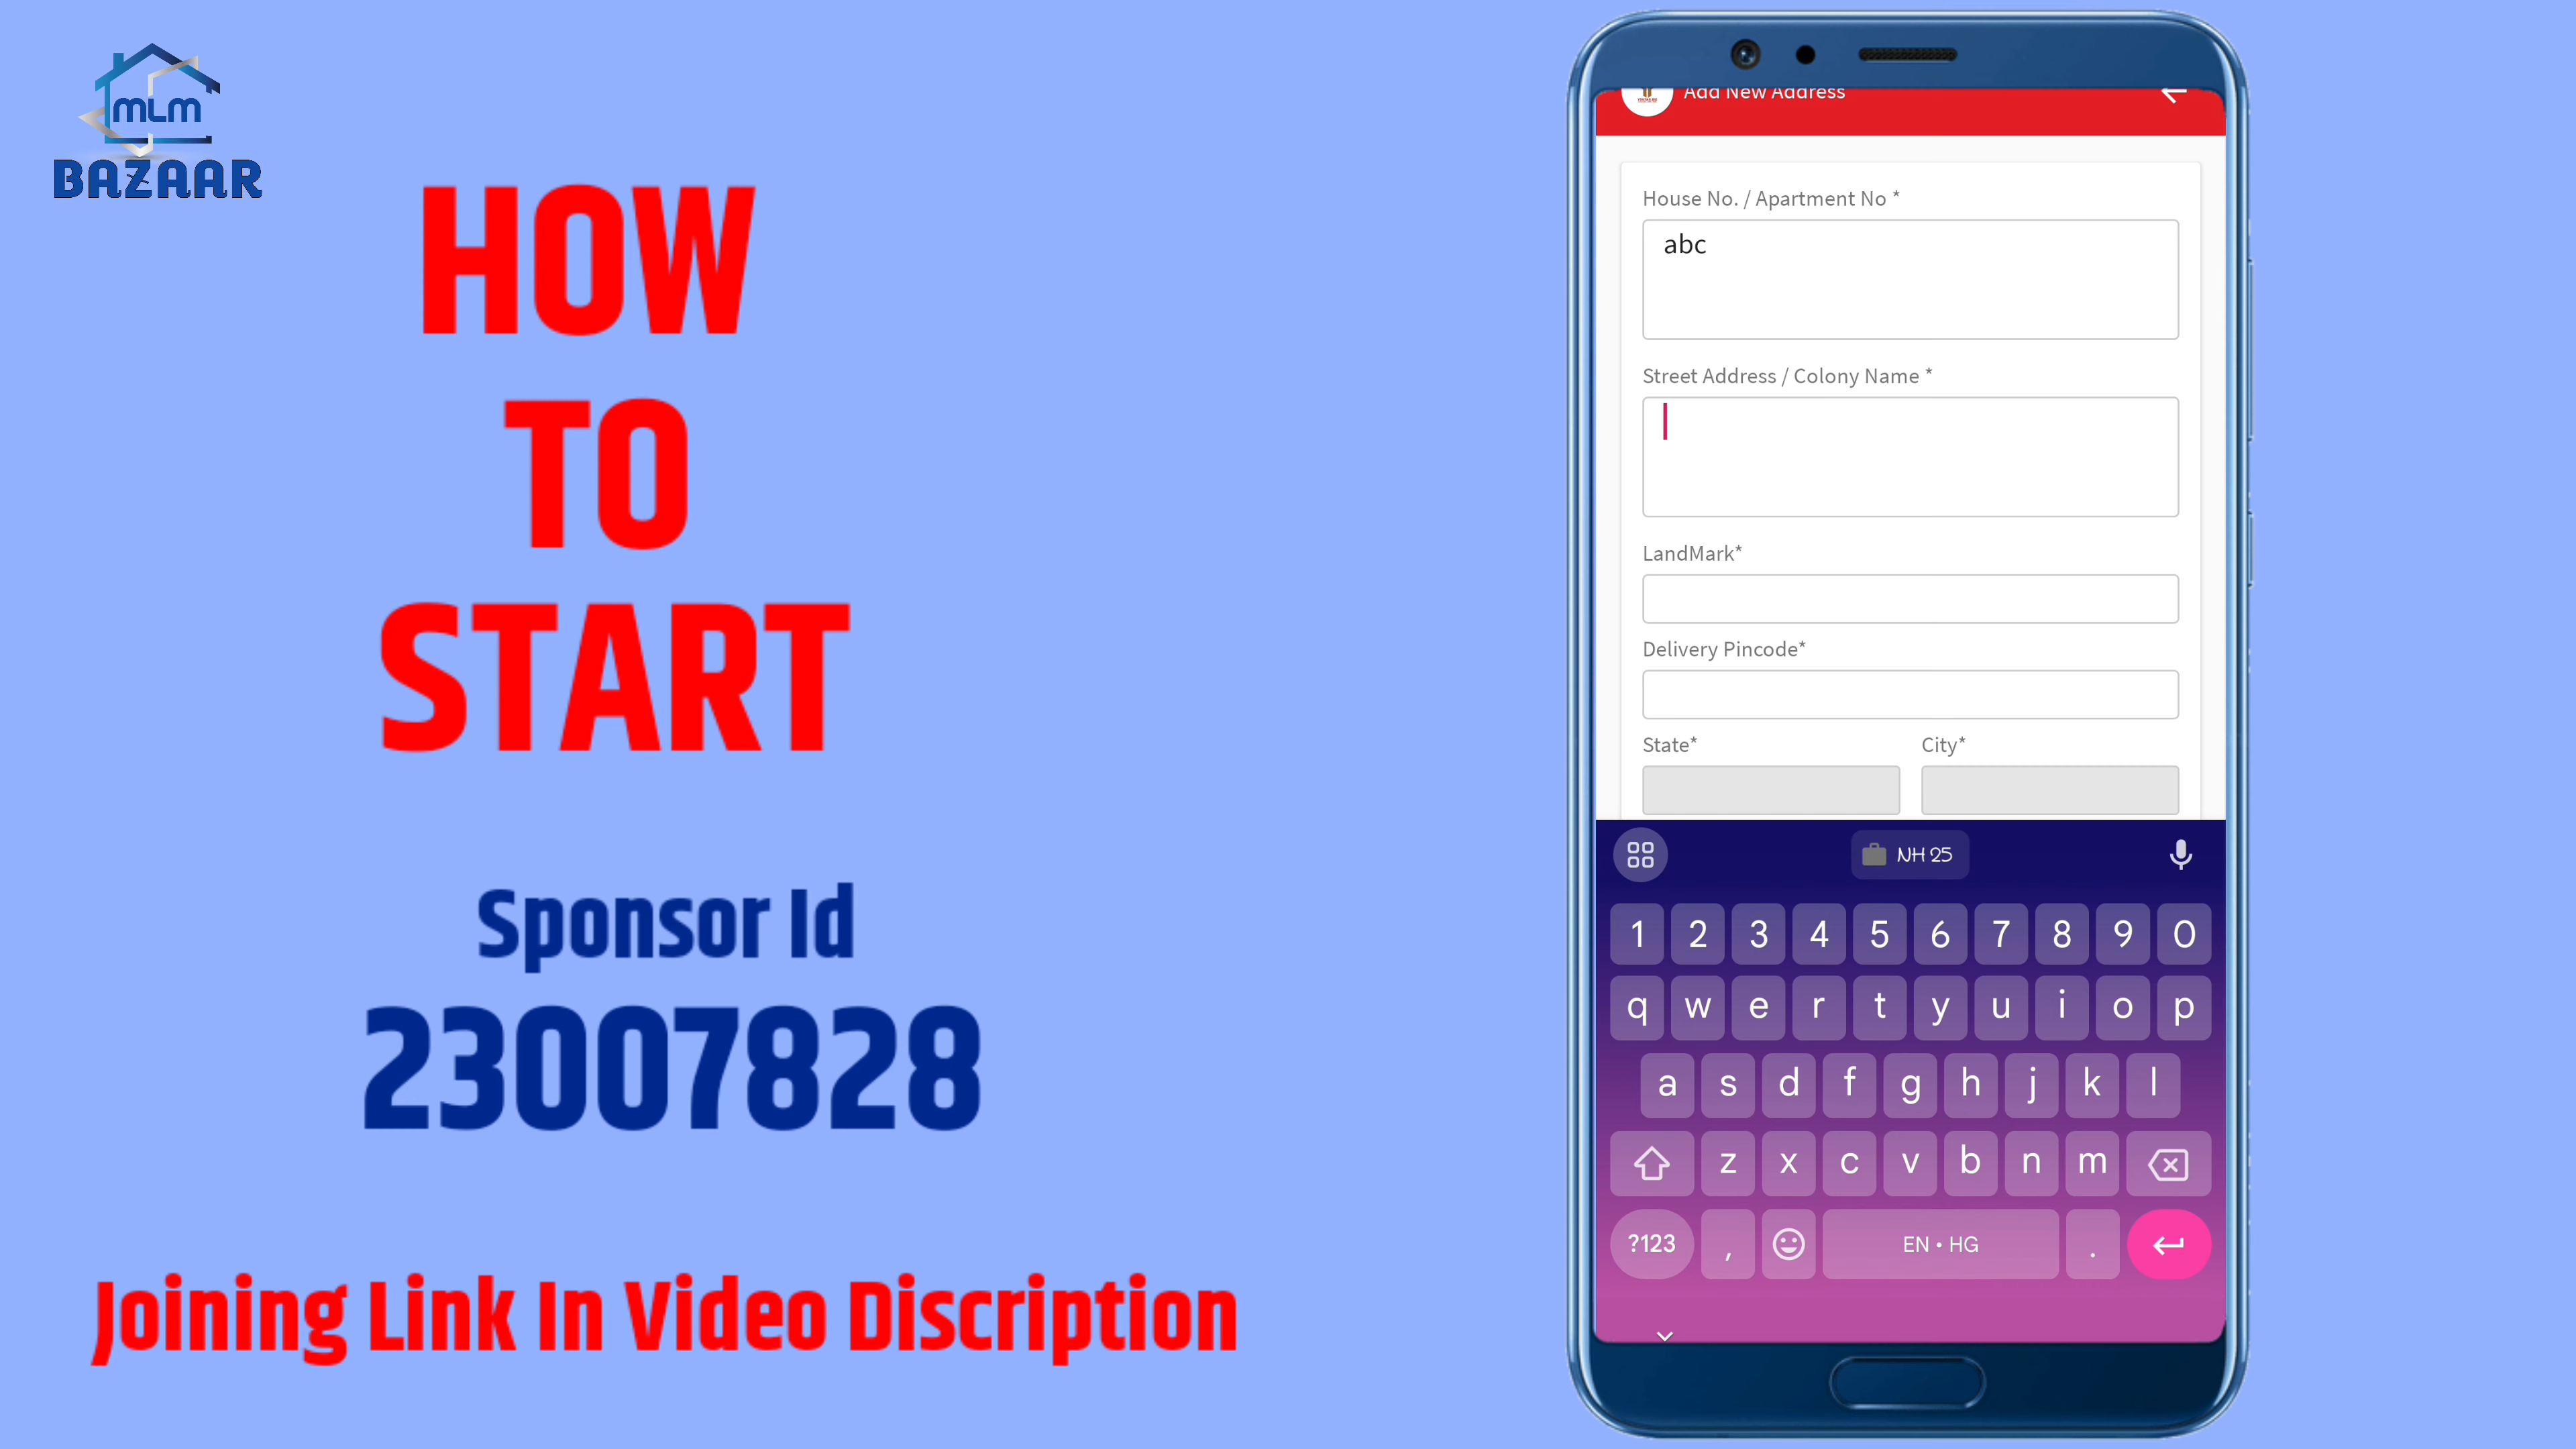 mLm
BAZAAR
HOW
TO
START
Sponsor Id
23007828
Joining Link In Video Discription
Add New Address
House No. / Apartment No *
abc
Street Address / Colony Name *
LandMark*
Delivery Pincode*
State* City*
NH 25
1 2 3 4 5 6 7 8 9 0
q w e r t y u i o p
a s d f g h j k l
z x c v b n m
?123 , EN • HG .